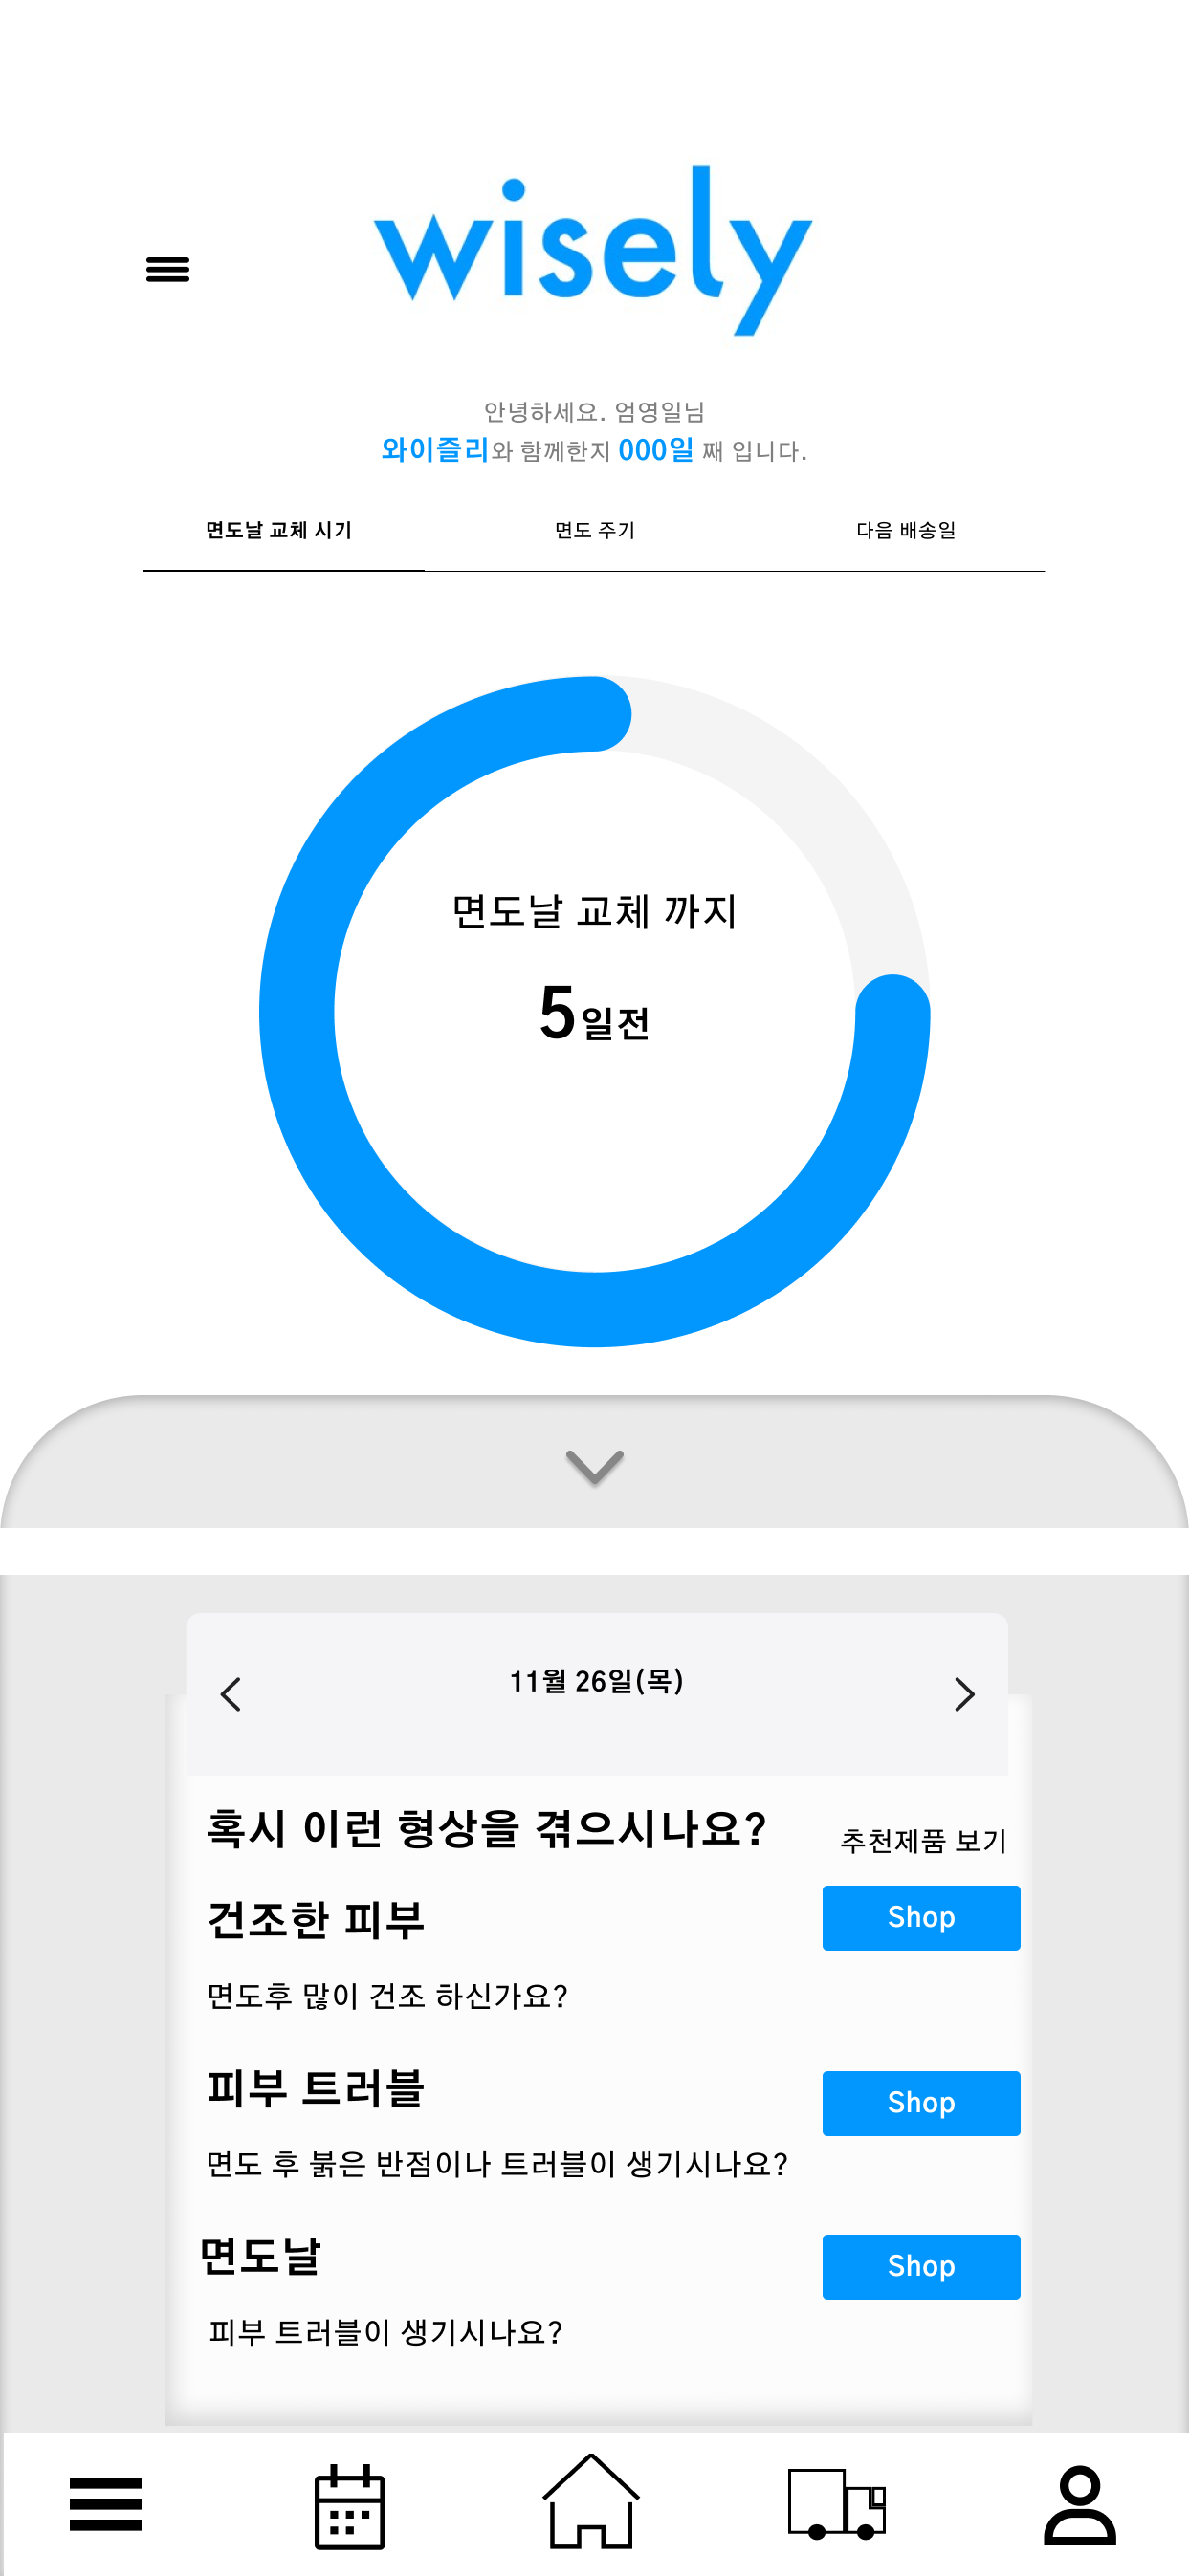 wisely
안녕하세요. 엄영일님
와이즐리와 함께한지 000일 째 입니다.
면도날 교체 시기 면도 주기 다음 배송일
면도날 교체 까지
5일전
11월 26일(목)
혹시 이런 형상을 겪으시나요?
추천제품 보기
건조한 피부
Shop
면도후 많이 건조 하신가요?
피부 트러블
Shop
면도 후 붉은 반점이나 트러블이 생기시나요?
면도날
Shop
피부 트러블이 생기시나요?